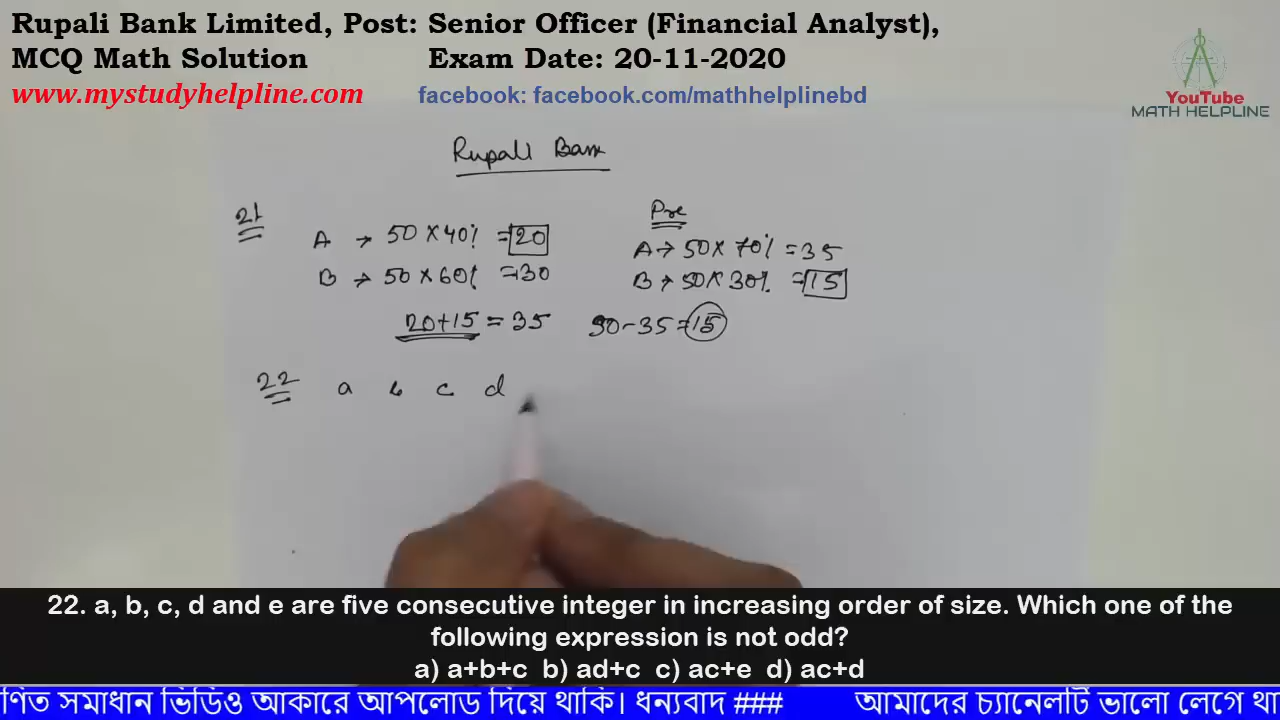 Rupali Bank Limited, Post: Senior Officer (Financial Analyst),
MCQ Math Solution Exam Date: 20-11-2020
www.mystudyhelpline.com facebook: facebook.com/mathhelplinebd
YouTube
MATH HELPLINE
Rupali Bank
21
A → 50 × 40% = 20
B → 50 × 60% = 30
20+15 = 35
Pre
A → 50 × 70% = 35
B → 50 × 30% = 15
50 - 35 = 15
22 a b c d
22. a, b, c, d and e are five consecutive integer in increasing order of size. Which one of the
following expression is not odd?
a) a+b+c b) ad+c c) ac+e d) ac+d
ণিত সমাধান ভিডিও আকারে আপলোড দিয়ে থাকি। ধন্যবাদ ### আমাদের চ্যানেলটি ভালো লেগে থা